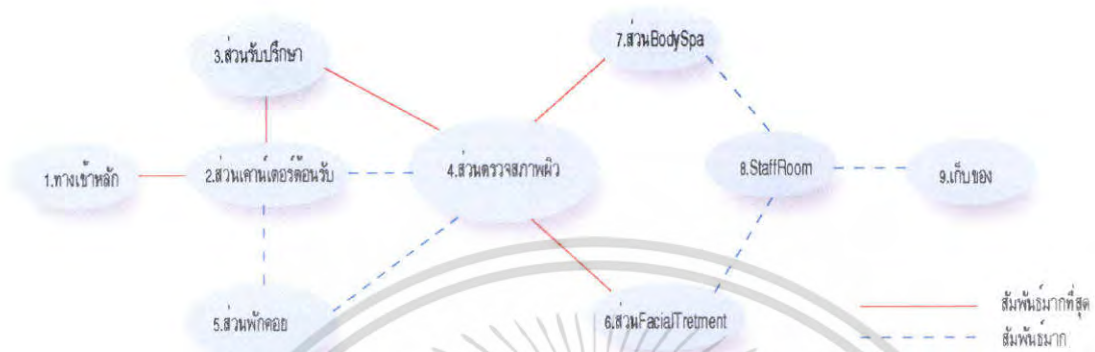 3.ส่วนรับปรึกษา
7.ส่วนBodySpa
1.ทางเข้าหลัก
2.ส่วนเค่าน์เตอร์ต้อนรับ
4.ส่วนตรวจสภาพผิว
8.StaffRoom
9.เก็บของ
5.ส่วนพักคอย
6.ส่วนFacialTretment
สัมพันธ์มากที่สุด
สัมพันธ์มาก